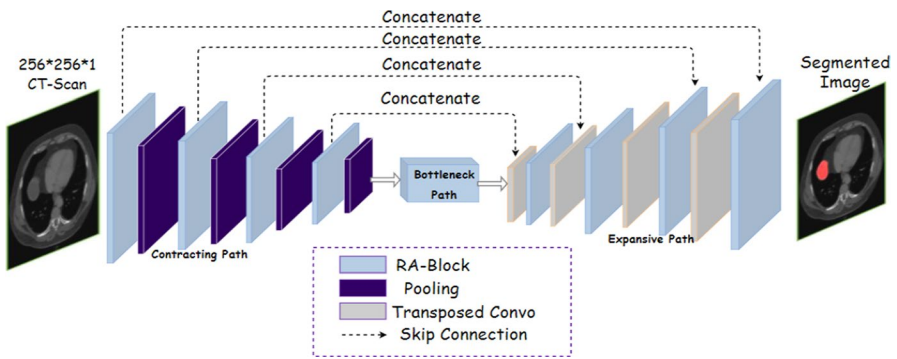 Concatenate
Concatenate
Concatenate
Concatenate
256*256*1
CT-Scan
Segmented
Image
Bottleneck
Path
Contracting Path
Expansive Path
RA-Block
Pooling
Transposed Convo
Skip Connection